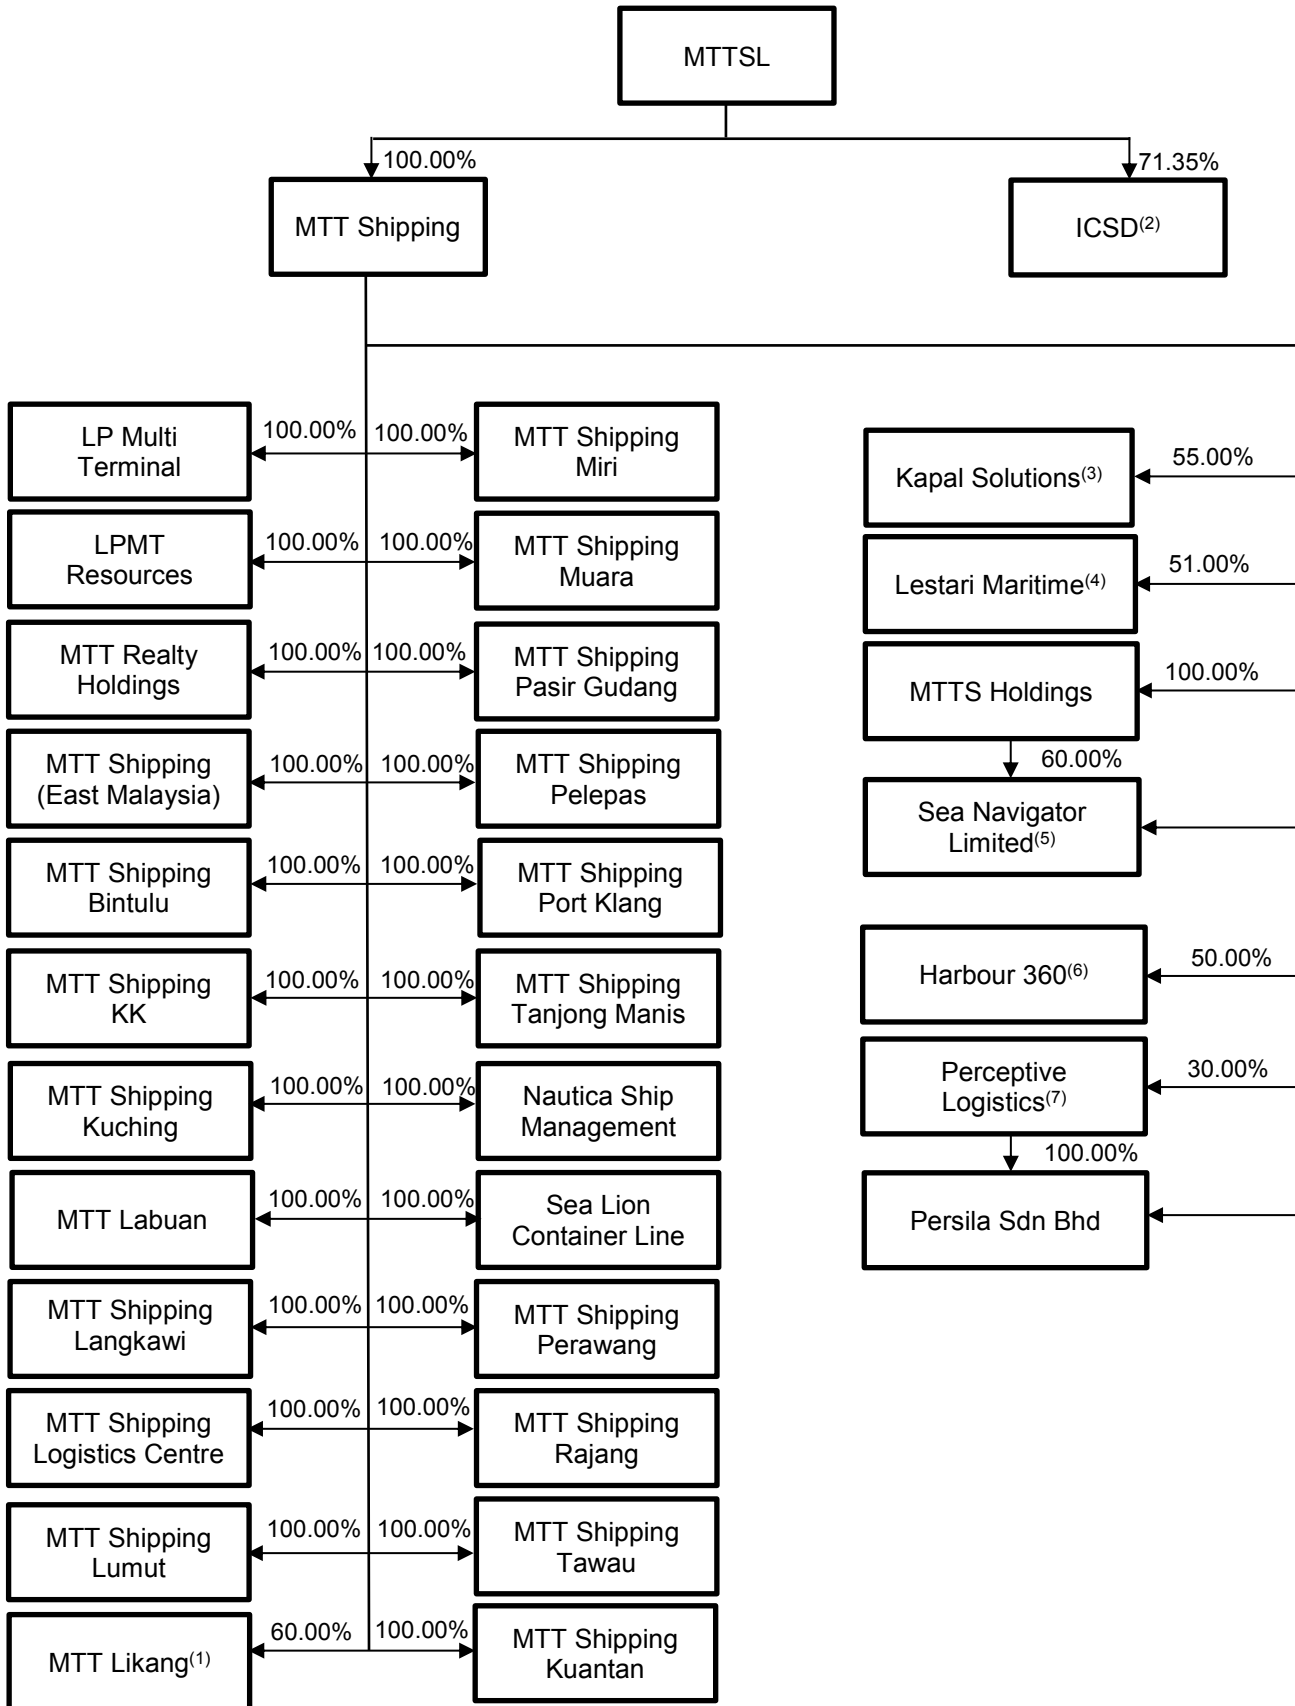 MTTSL
100.00%
71.35%
MTT Shipping
ICSD(2)
LP Multi
Terminal
100.00%
100.00%
MTT Shipping
Miri
Kapal Solutions(3)
55.00%
LPMT
Resources
100.00%
100.00%
MTT Shipping
Muara
Lestari Maritime(4)
51.00%
MTT Realty
Holdings
100.00%
100.00%
MTT Shipping
Pasir Gudang
MTTS Holdings
100.00%
60.00%
MTT Shipping
(East Malaysia)
100.00%
100.00%
MTT Shipping
Pelepas
Sea Navigator
Limited(5)
MTT Shipping
Bintulu
100.00%
100.00%
MTT Shipping
Port Klang
MTT Shipping
KK
100.00%
100.00%
MTT Shipping
Tanjong Manis
Harbour 360(6)
50.00%
MTT Shipping
Kuching
100.00%
100.00%
Nautica Ship
Management
Perceptive
Logistics(7)
30.00%
100.00%
MTT Labuan
100.00%
100.00%
Sea Lion
Container Line
Persila Sdn Bhd
MTT Shipping
Langkawi
100.00%
100.00%
MTT Shipping
Perawang
MTT Shipping
Logistics Centre
100.00%
100.00%
MTT Shipping
Rajang
MTT Shipping
Lumut
100.00%
100.00%
MTT Shipping
Tawau
MTT Likang(1)
60.00%
100.00%
MTT Shipping
Kuantan